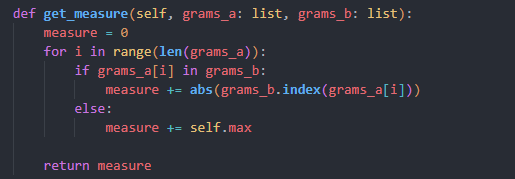 def get_measure(self, grams_a: list, grams_b: list):
    measure = 0
    for i in range(len(grams_a)):
        if grams_a[i] in grams_b:
            measure += abs(grams_b.index(grams_a[i]))
        else:
            measure += self.max
    return measure